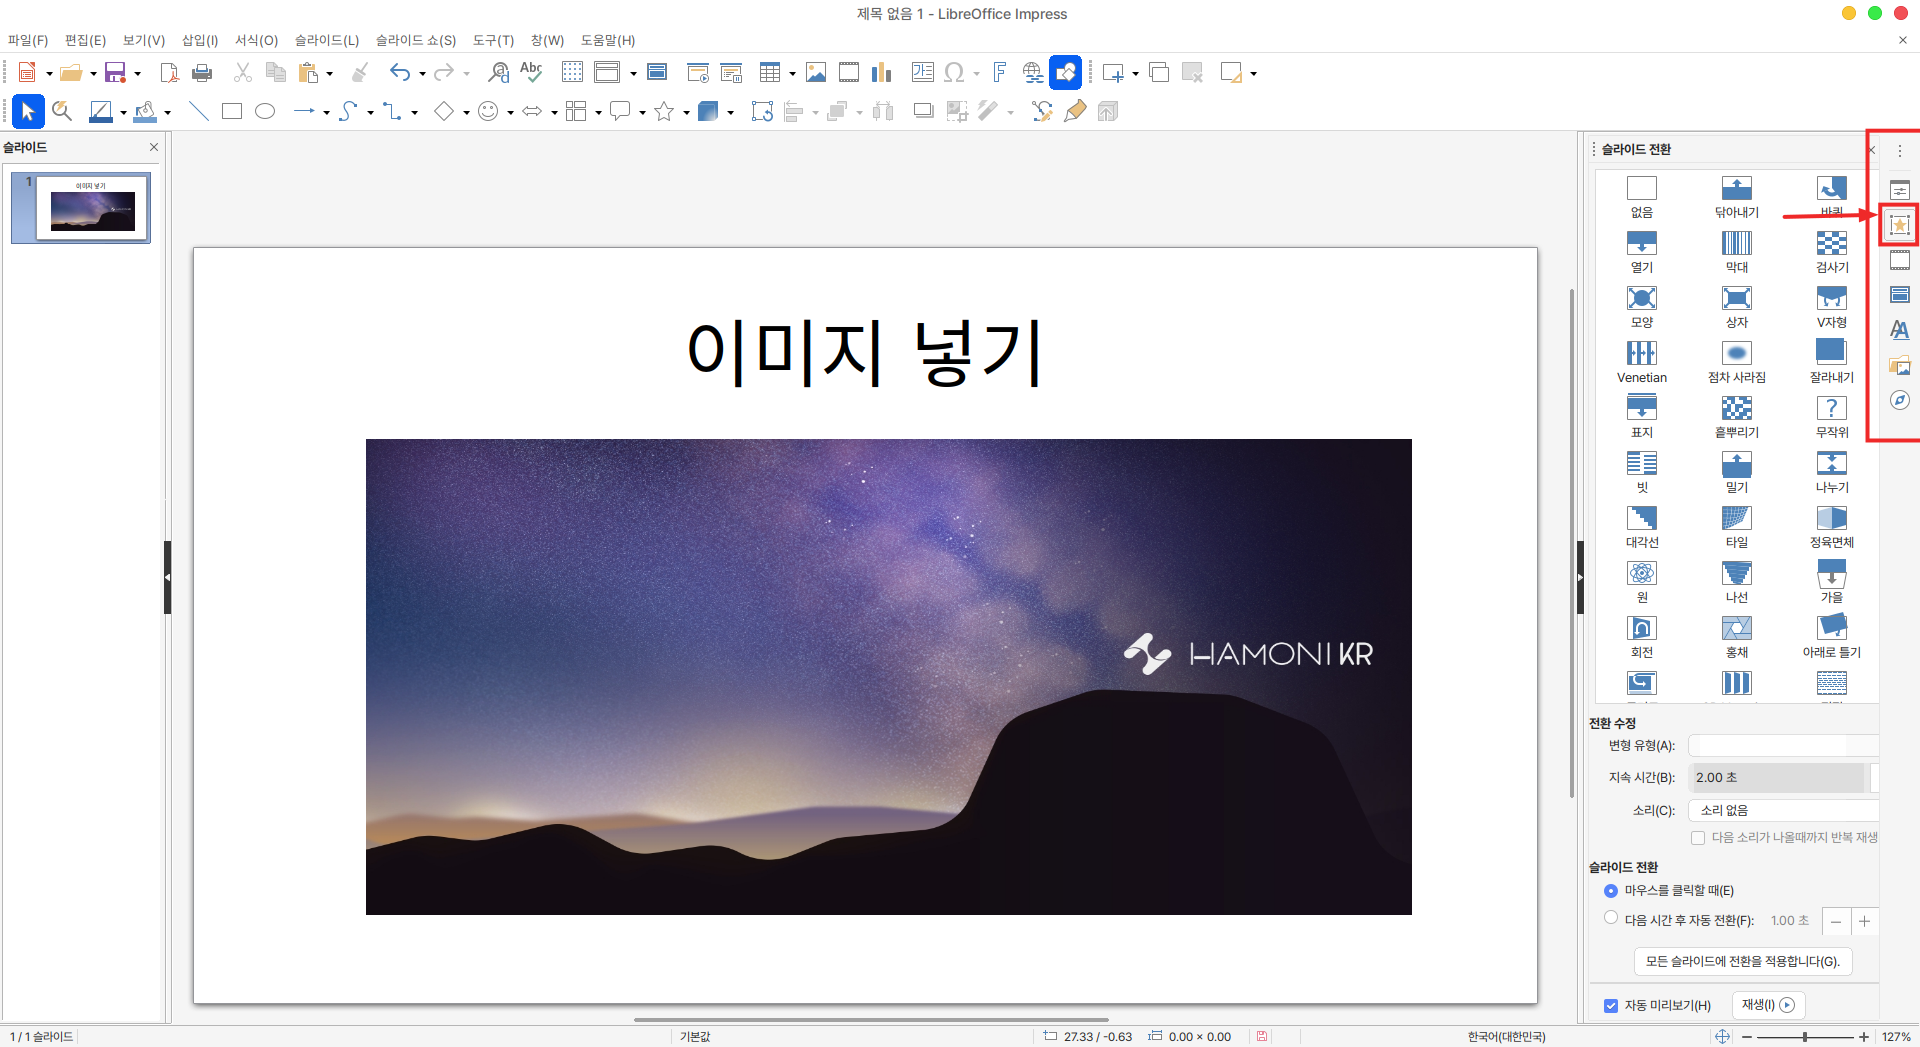 제목 없음 1 - LibreOffice Impress
파일(F) 편집(E) 보기(V) 삽입(I) 서식(O) 슬라이드(L) 슬라이드 쇼(S) 도구(T) 창(W) 도움말(H)
슬라이드
1
이미지 넣기
이미지 넣기
HAMONIKR
슬라이드 전환
없음 닦아내기 바퀴
열기 막대 검사기
모양 상자 V자형
Venetian 점차 사라짐 잘라내기
표지 흩뿌리기 무작위
빗 밀기 나누기
대각선 타일 정육면체
원 나선 가을
회전 홍채 아래로 틀기
전환 수정
변형 유형(A):
지속 시간(B): 2.00 초
소리(C): 소리 없음
다음 소리가 나올때까지 반복 재생
슬라이드 전환
마우스를 클릭할 때(E)
다음 시간 후 자동 전환(F): 1.00 초
모든 슬라이드에 전환을 적용합니다(G).
자동 미리보기(H) 재생(I)
1 / 1 슬라이드 기본값 27.33 / -0.63 0.00 × 0.00 한국어(대한민국) 127%